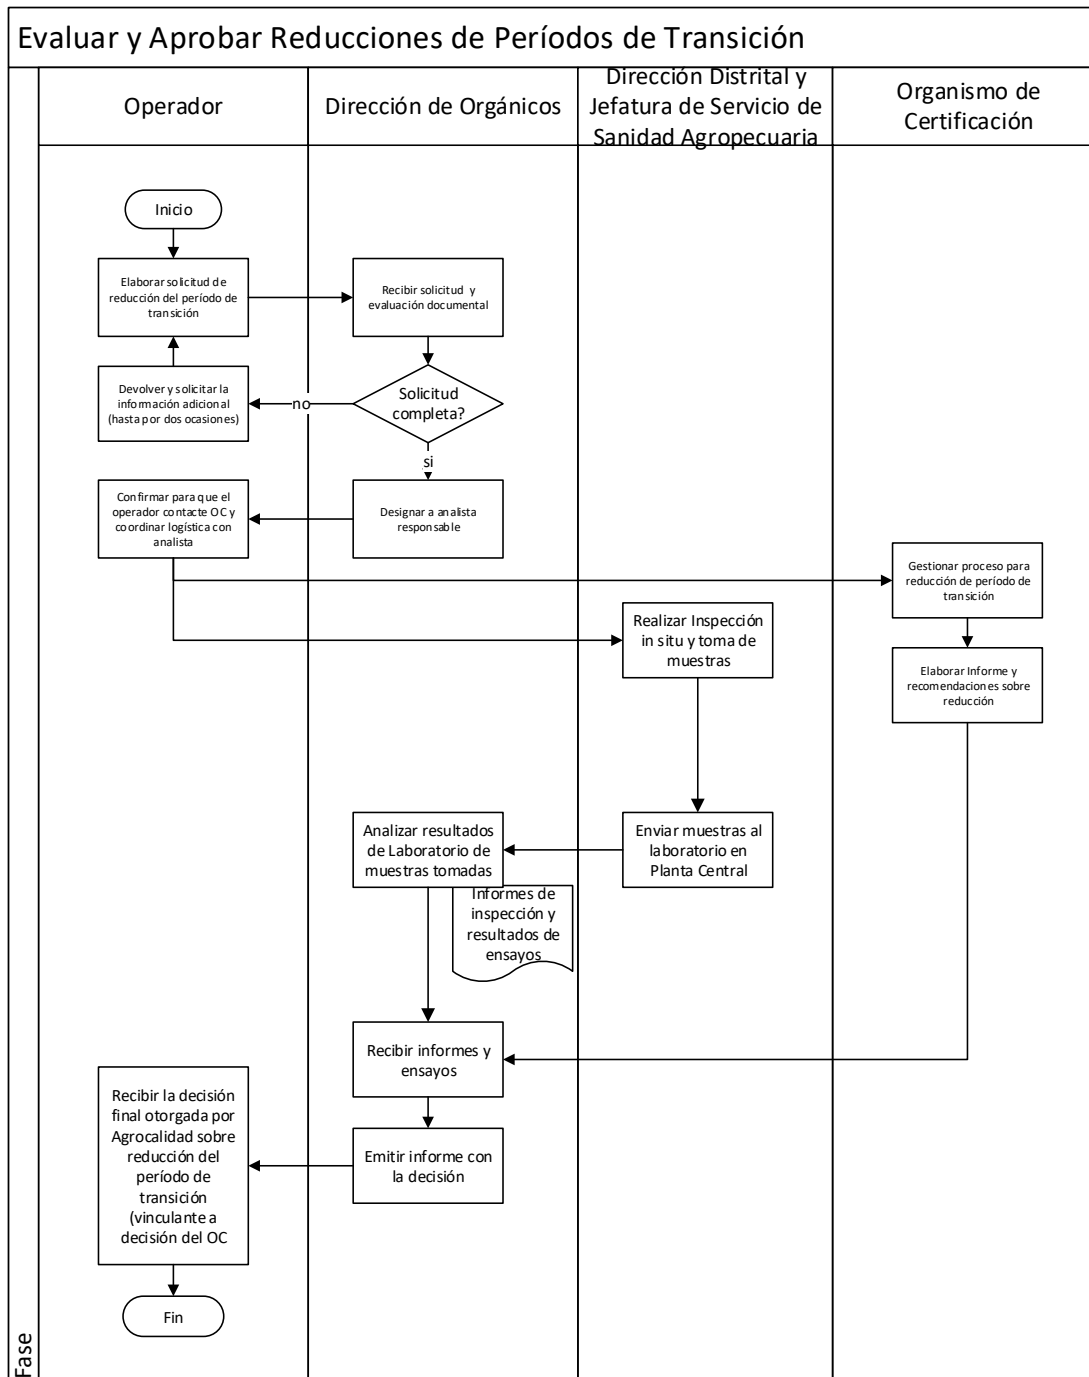 Evaluar y Aprobar Reducciones de Períodos de Transición
Operador
Dirección de Orgánicos
Dirección Distrital y
Jefatura de Servicio de
Sanidad Agropecuaria
Organismo de
Certificación
Inicio
Elaborar solicitud de
reducción del período de
transición
Recibir solicitud y
evaluación documental
Devolver y solicitar la
información adicional
(hasta por dos ocasiones)
no
Solicitud
completa?
si
Confirmar para que el
operador contacte OC y
coordinar logística con
analista
Designar a analista
responsable
Gestionar proceso para
reducción de período de
transición
Realizar Inspección
in situ y toma de
muestras
Elaborar Informe y
recomendaciones sobre
reducción
Analizar resultados
de Laboratorio de
muestras tomadas
Enviar muestras al
laboratorio en
Planta Central
Informes de
inspección y
resultados de
ensayos
Recibir informes y
ensayos
Recibir la decisión
final otorgada por
Agrocalidad sobre
reducción del
período de
transición
(vinculante a
decisión del OC
Emitir informe con
la decisión
Fin
Fase